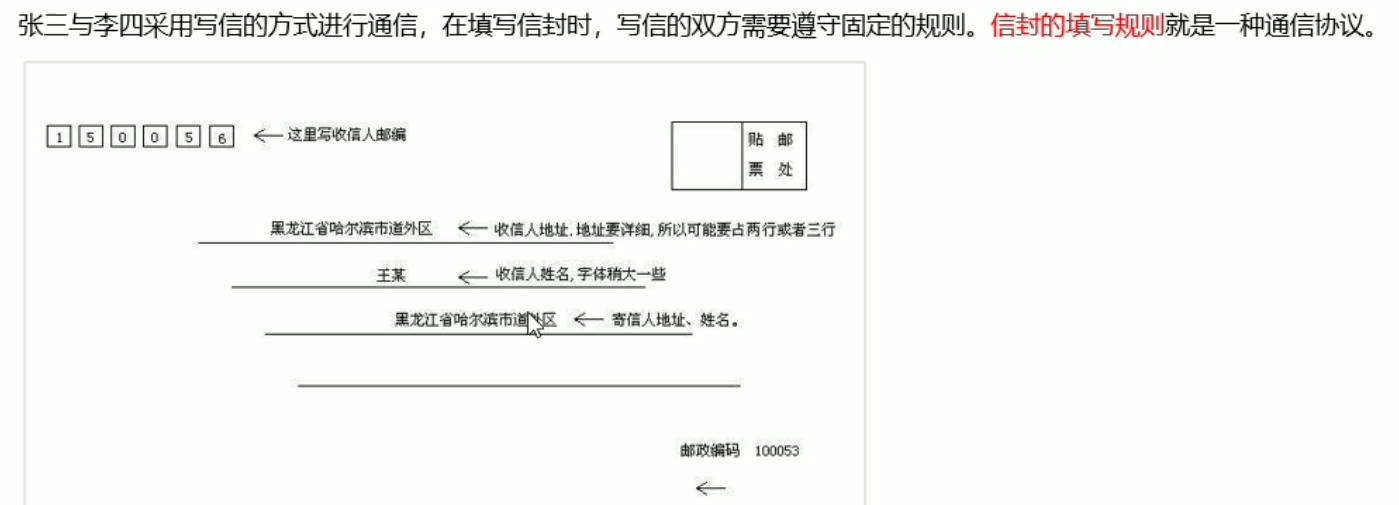 张三与李四采用写信的方式进行通信，在填写信封时，写信的双方需要遵守固定的规则。信封的填写规则就是一种通信协议。
1 5 0 0 5 6 这里写收信人邮编
贴 邮
票 处
黑龙江省哈尔滨市道外区 收信人地址.地址要详细,所以可能要占两行或者三行
王某 收信人姓名,字体稍大一些
黑龙江省哈尔滨市道外区 寄信人地址、姓名。
邮政编码 100053